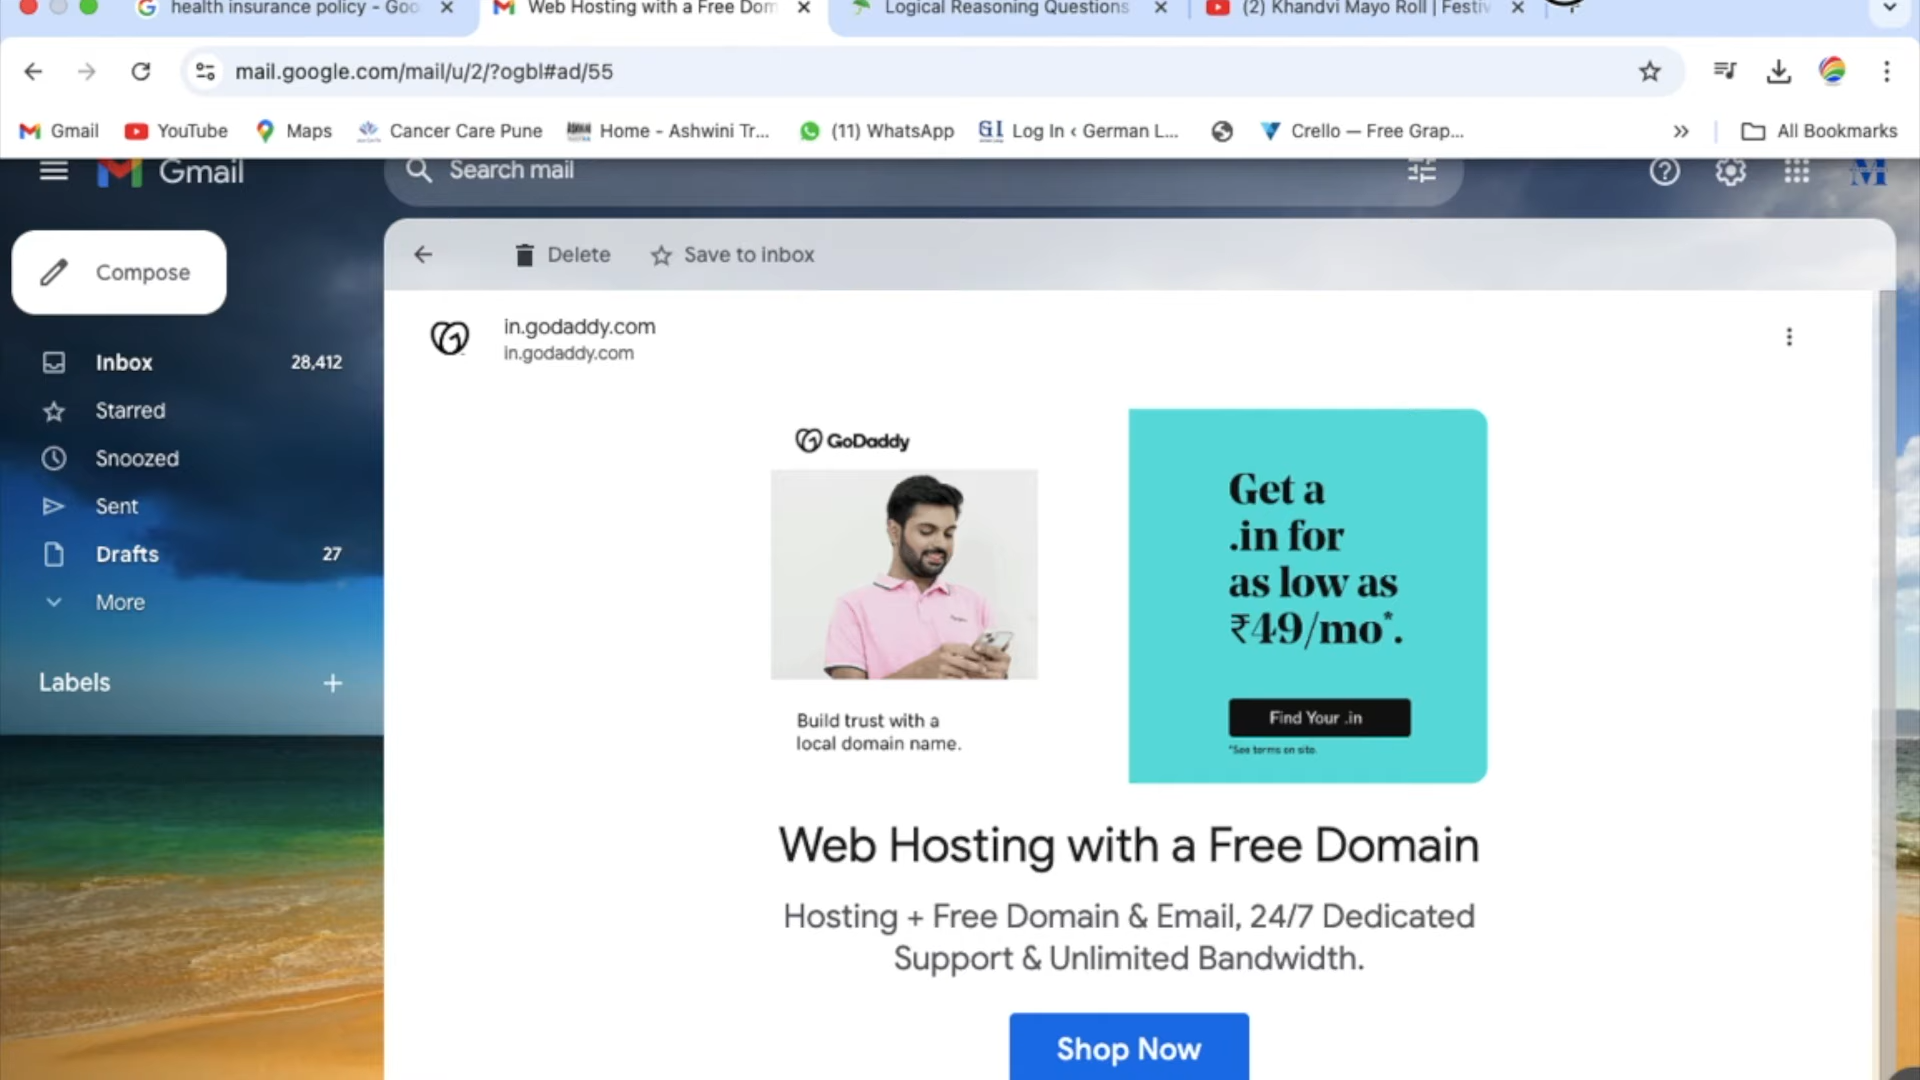 health insurance policy - Goo
Web Hosting with a Free Dom
Logical Reasoning Questions
(2) Khandvi Mayo Roll | Festiv
mail.google.com/mail/u/2/?ogbl#ad/55
Gmail
YouTube
Maps
Cancer Care Pune
Home - Ashwini Tr...
(11) WhatsApp
Log In ‹ German L...
Crello — Free Grap...
All Bookmarks
Gmail
Search mail
Compose
Delete
Save to inbox
in.godaddy.com
in.godaddy.com
Inbox 28,412
Starred
Snoozed
Sent
Drafts 27
More
Labels
GoDaddy
Build trust with a
local domain name.
Get a
.in for
as low as
₹49/mo*.
Find Your .in
*See terms on site.
Web Hosting with a Free Domain
Hosting + Free Domain & Email, 24/7 Dedicated
Support & Unlimited Bandwidth.
Shop Now